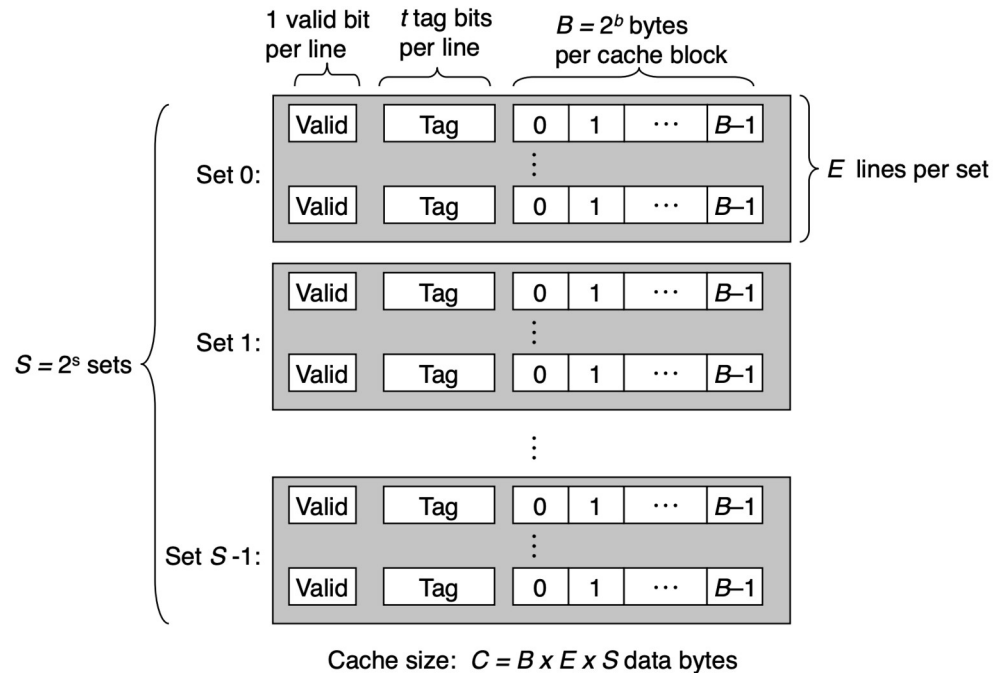 1 valid bit per line
t tag bits per line
B = 2ᵇ bytes per cache block
Valid Tag 0 1 ··· B–1
⋮
Set 0:
E lines per set
Valid Tag 0 1 ··· B–1
Valid Tag 0 1 ··· B–1
⋮
Set 1:
Valid Tag 0 1 ··· B–1
S = 2ˢ sets
⋮
Valid Tag 0 1 ··· B–1
⋮
Set S -1:
Valid Tag 0 1 ··· B–1
Cache size: C = B x E x S data bytes